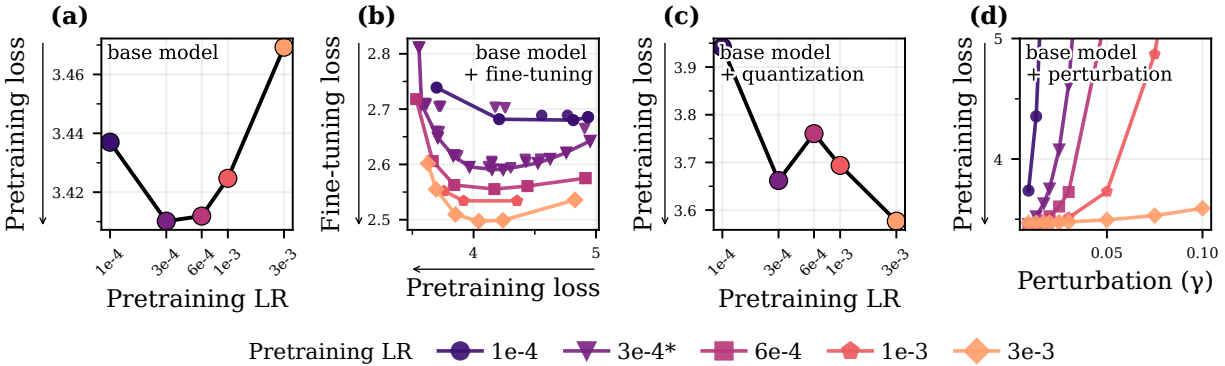 (a)
Pretraining loss
base model
3.46
3.44
3.42
1e-4
3e-4
6e-4
1e-3
3e-3
Pretraining LR
(b)
Fine-tuning loss
base model
+ fine-tuning
2.8
2.7
2.6
2.5
4
5
Pretraining loss
(c)
Pretraining loss
base model
+ quantization
3.9
3.8
3.7
3.6
1e-4
3e-4
6e-4
1e-3
3e-3
Pretraining LR
(d)
Pretraining loss
base model
+ perturbation
5
4
0.05
0.10
Perturbation (γ)
Pretraining LR
1e-4
3e-4*
6e-4
1e-3
3e-3